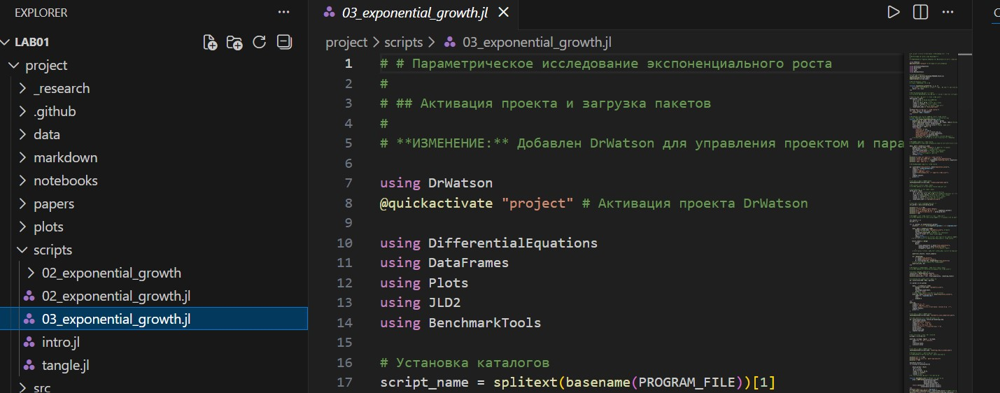 EXPLORER
LAB01
project
_research
.github
data
markdown
notebooks
papers
plots
scripts
02_exponential_growth
02_exponential_growth.jl
03_exponential_growth.jl
intro.jl
tangle.jl
src
03_exponential_growth.jl
project > scripts > 03_exponential_growth.jl
1 # # Параметрическое исследование экспоненциального роста
2 #
3 # ## Активация проекта и загрузка пакетов
4 #
5 # **ИЗМЕНЕНИЕ:** Добавлен DrWatson для управления проектом и пара
6
7 using DrWatson
8 @quickactivate "project" # Активация проекта DrWatson
9
10 using DifferentialEquations
11 using DataFrames
12 using Plots
13 using JLD2
14 using BenchmarkTools
15
16 # Установка каталогов
17 script_name = splitext(basename(PROGRAM_FILE))[1]